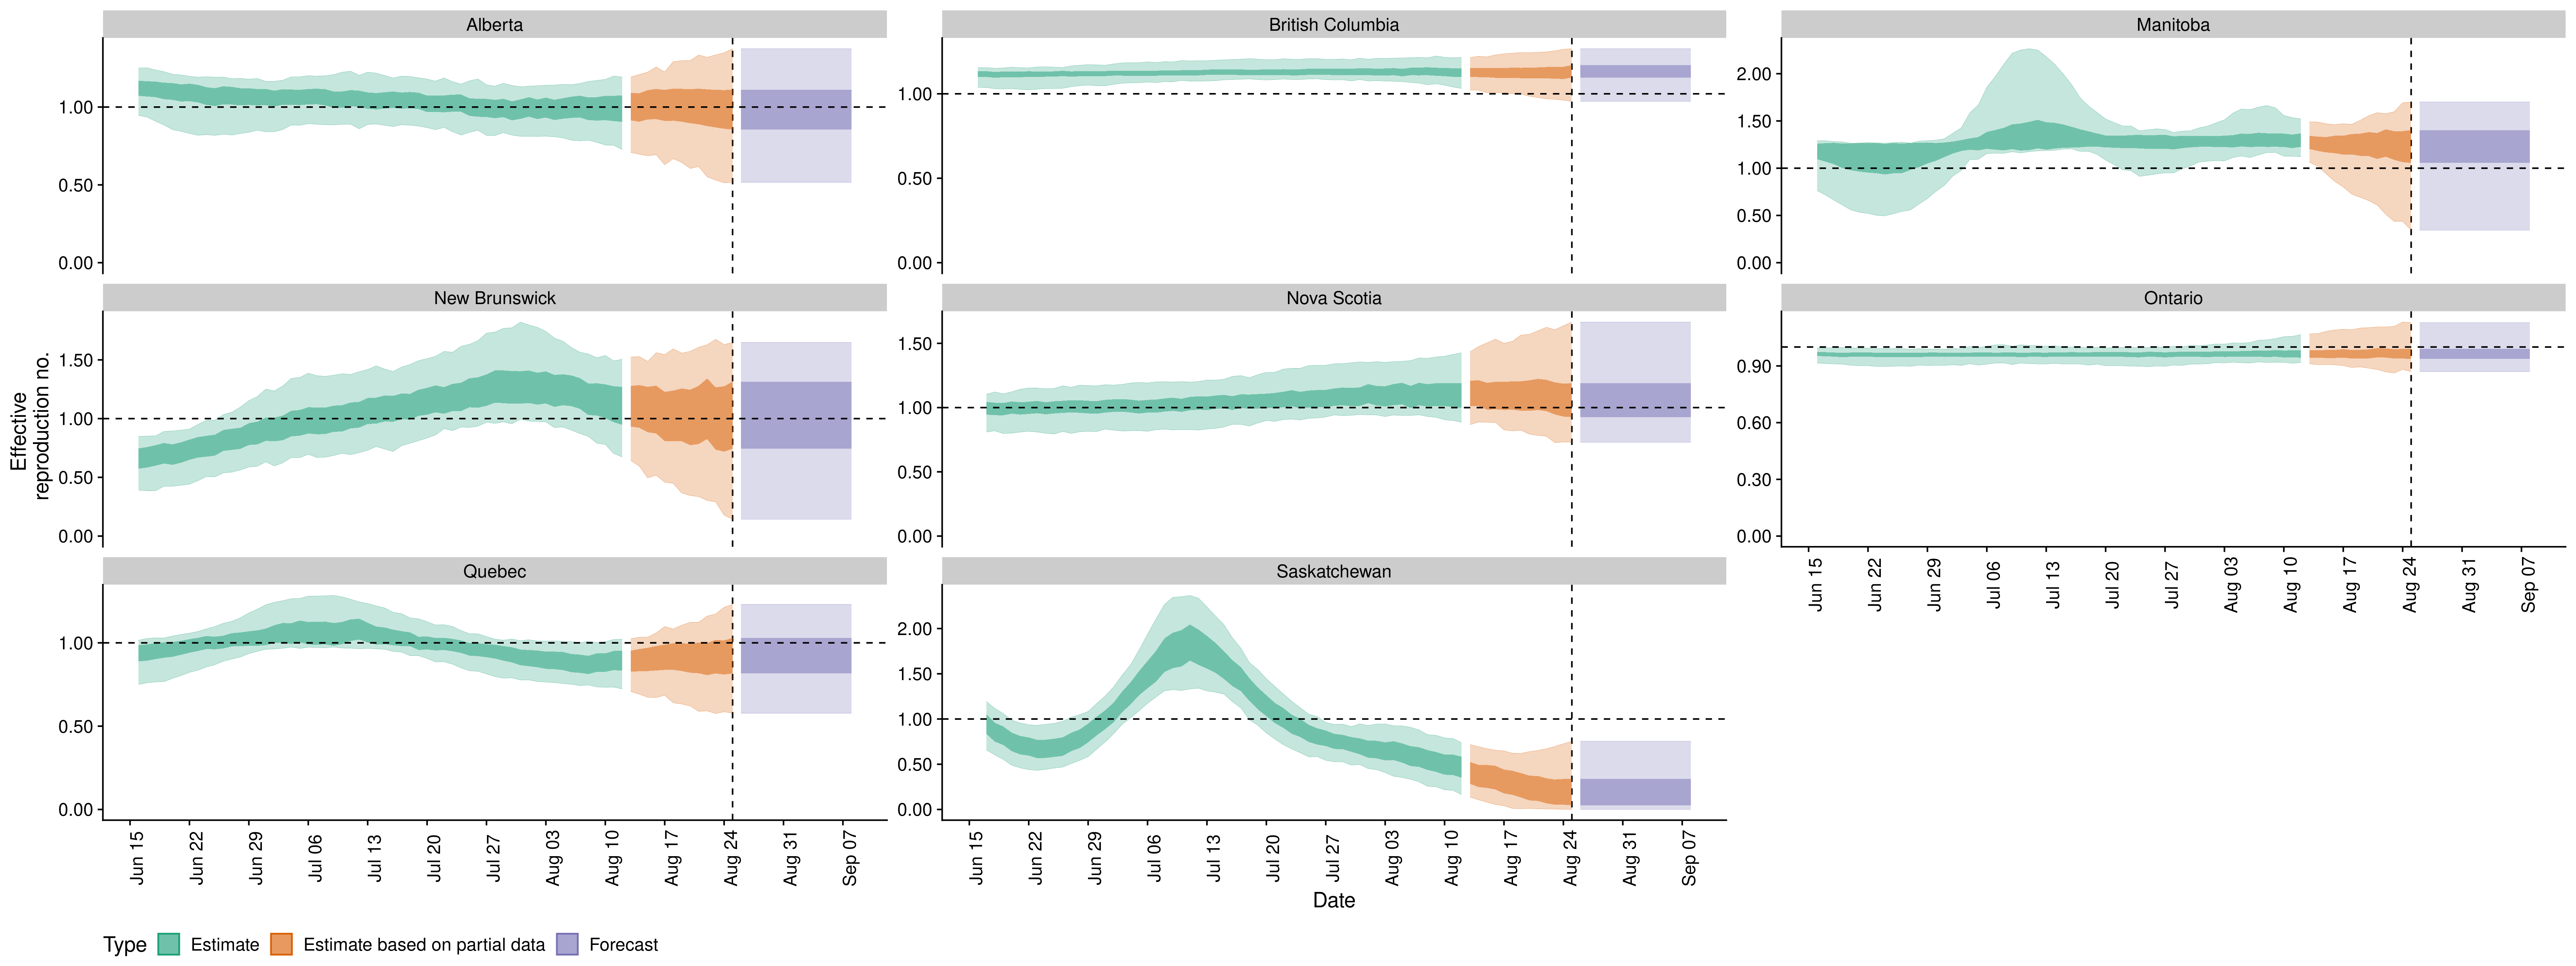 Alberta
British Columbia
Manitoba
1.00
0.50
0.00
1.00
0.50
0.00
2.00
1.50
1.00
0.50
0.00
New Brunswick
Nova Scotia
Ontario
Effective
reproduction no.
1.50
1.00
0.50
0.00
1.50
1.00
0.50
0.00
0.90
0.60
0.30
0.00
Jun 15
Jun 22
Jun 29
Jul 06
Jul 13
Jul 20
Jul 27
Aug 03
Aug 10
Aug 17
Aug 24
Aug 31
Sep 07
Quebec
Saskatchewan
1.00
0.50
0.00
2.00
1.50
1.00
0.50
0.00
Jun 15
Jun 22
Jun 29
Jul 06
Jul 13
Jul 20
Jul 27
Aug 03
Aug 10
Aug 17
Aug 24
Aug 31
Sep 07
Jun 15
Jun 22
Jun 29
Jul 06
Jul 13
Jul 20
Jul 27
Aug 03
Aug 10
Aug 17
Aug 24
Aug 31
Sep 07
Date
Type Estimate Estimate based on partial data Forecast